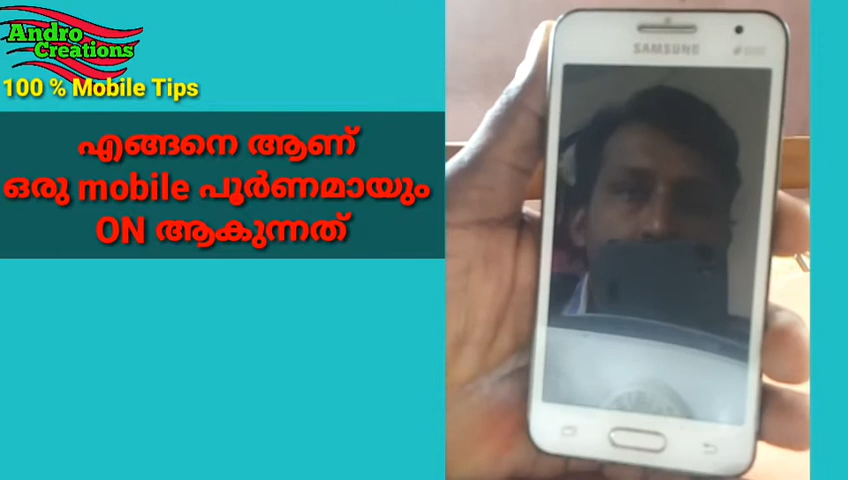 Andro
Creations
100 % Mobile Tips
എങ്ങനെ ആണ്
ഒരു mobile പൂർണമായും
ON ആകുന്നത്
SAMSUNG